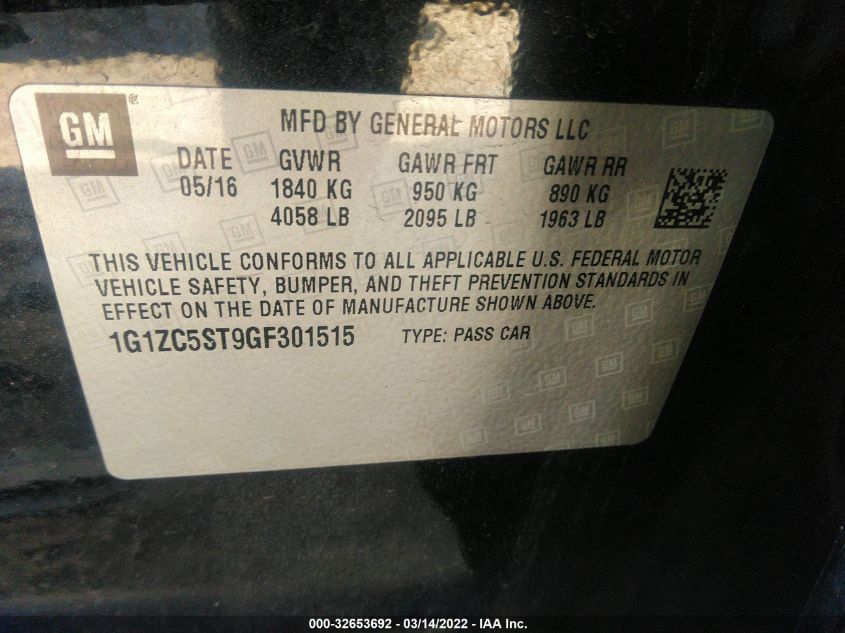 GM
MFD BY GENERAL MOTORS LLC
DATE GVWR GAWR FRT GAWR RR
05/16 1840 KG 950 KG 890 KG
4058 LB 2095 LB 1963 LB
THIS VEHICLE CONFORMS TO ALL APPLICABLE U.S. FEDERAL MOTOR
VEHICLE SAFETY, BUMPER, AND THEFT PREVENTION STANDARDS IN
EFFECT ON THE DATE OF MANUFACTURE SHOWN ABOVE.
1G1ZC5ST9GF301515 TYPE: PASS CAR
000-32653692 - 03/14/2022 - IAA Inc.